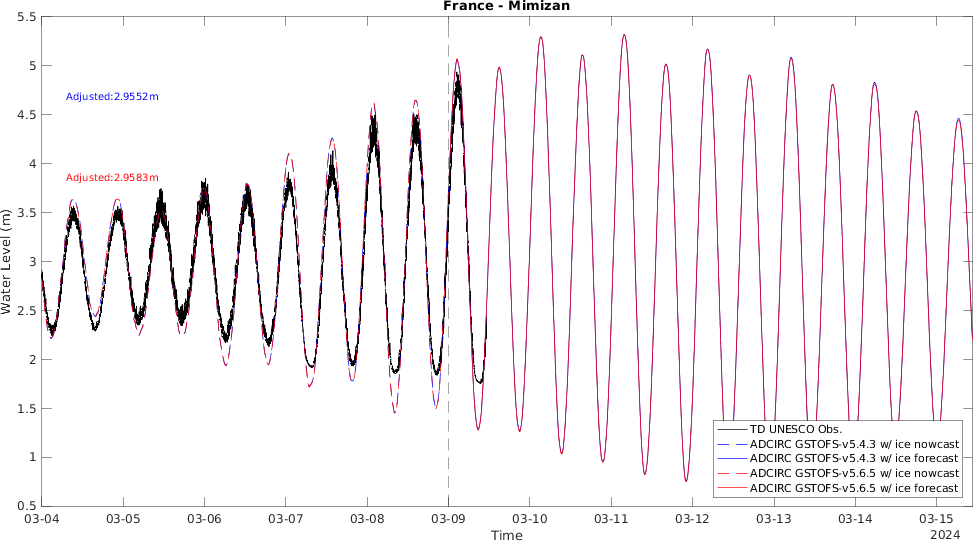 France - Mimizan
5.5
5
4.5
4
3.5
3
2.5
2
1.5
1
0.5
Water Level (m)
Adjusted:2.9552m
Adjusted:2.9583m
TD UNESCO Obs.
ADCIRC GSTOFS-v5.4.3 w/ ice nowcast
ADCIRC GSTOFS-v5.4.3 w/ ice forecast
ADCIRC GSTOFS-v5.6.5 w/ ice nowcast
ADCIRC GSTOFS-v5.6.5 w/ ice forecast
03-04 03-05 03-06 03-07 03-08 03-09 03-10 03-11 03-12 03-13 03-14 03-15
2024
Time